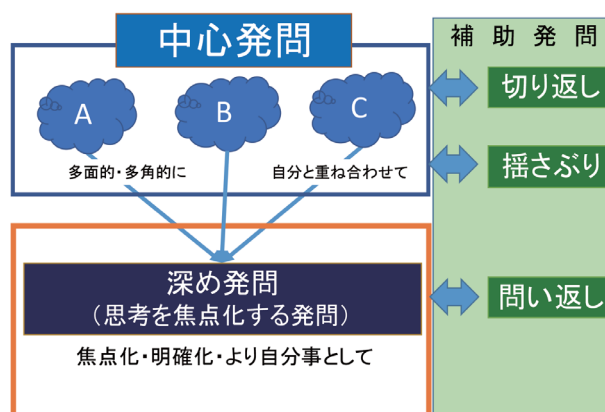 中心発問
A
B
C
多面的・多角的に
自分と重ね合わせて
深め発問
(思考を焦点化する発問)
焦点化・明確化・より自分事として
補助発問
切り返し
揺さぶり
問い返し